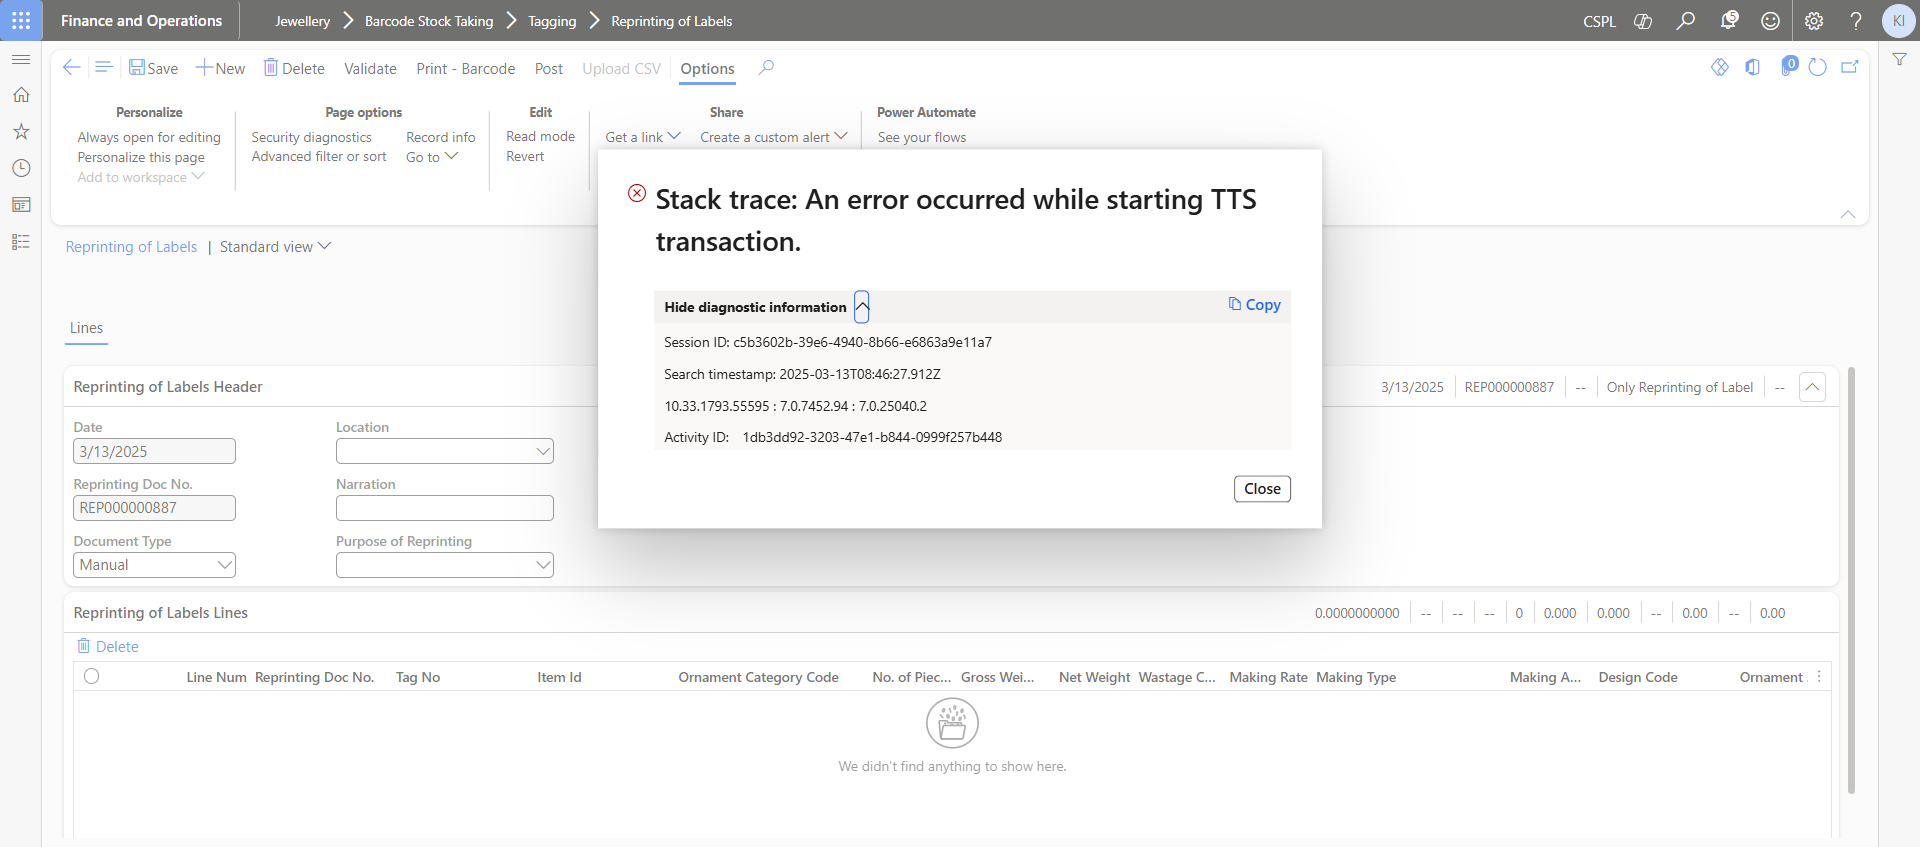 Finance and Operations
Jewellery > Barcode Stock Taking > Tagging > Reprinting of Labels
CSPL
5
KI
Save
New
Delete
Validate
Print - Barcode
Post
Upload CSV
Options
0
Personalize
Always open for editing
Personalize this page
Add to workspace
Page options
Security diagnostics
Advanced filter or sort
Record info
Go to
Edit
Read mode
Revert
Share
Get a link
Create a custom alert
Power Automate
See your flows
Reprinting of Labels | Standard view
Stack trace: An error occurred while starting TTS
transaction.
Hide diagnostic information
Copy
Session ID: c5b3602b-39e6-4940-8b66-e6863a9e11a7
Search timestamp: 2025-03-13T08:46:27.912Z
10.33.1793.55595 : 7.0.7452.94 : 7.0.25040.2
Activity ID: 1db3dd92-3203-47e1-b844-0999f257b448
Close
Lines
Reprinting of Labels Header
3/13/2025 | REP000000887 | -- | Only Reprinting of Label | --
Date
3/13/2025
Location
Reprinting Doc No.
REP000000887
Narration
Document Type
Manual
Purpose of Reprinting
Reprinting of Labels Lines
0.0000000000 | -- | -- | -- | 0 | 0.000 | 0.000 | -- | 0.00 | -- | 0.00
Delete
Line Num Reprinting Doc No. Tag No Item Id Ornament Category Code No. of Piec... Gross Wei... Net Weight Wastage C... Making Rate Making Type Making A... Design Code Ornament
We didn't find anything to show here.